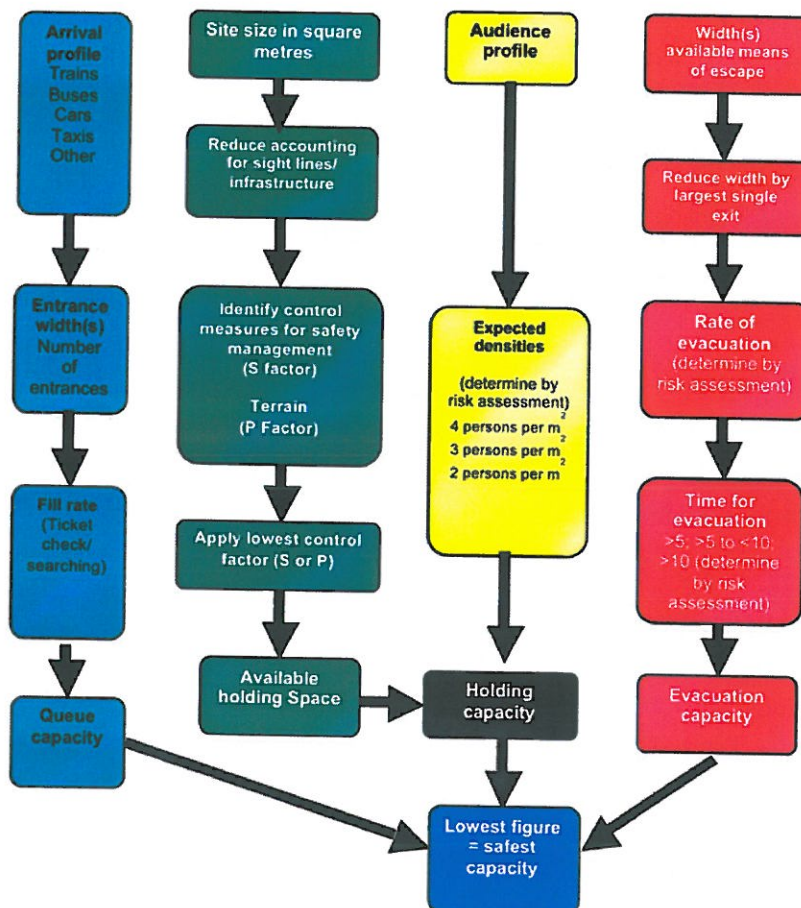 Arrival
profile
Trains
Buses
Cars
Taxis
Other
Entrance
width(s)
Number
of
entrances
Fill rate
(Ticket
check/
searching)
Queue
capacity
Site size in square
metres
Reduce accounting
for sight lines/
infrastructure
Identify control
measures for safety
management
(S factor)
Terrain
(P Factor)
Apply lowest control
factor (S or P)
Available
holding Space
Audience
profile
Expected
densities
(determine by
risk assessment)
4 persons per m²
3 persons per m²
2 persons per m²
Holding
capacity
Width(s)
available means
of escape
Reduce width by
largest single
exit
Rate of
evacuation
(determine by
risk assessment)
Time for
evacuation
>5; >5 to <10;
>10 (determine
by risk
assessment)
Evacuation
capacity
Lowest figure
= safest
capacity